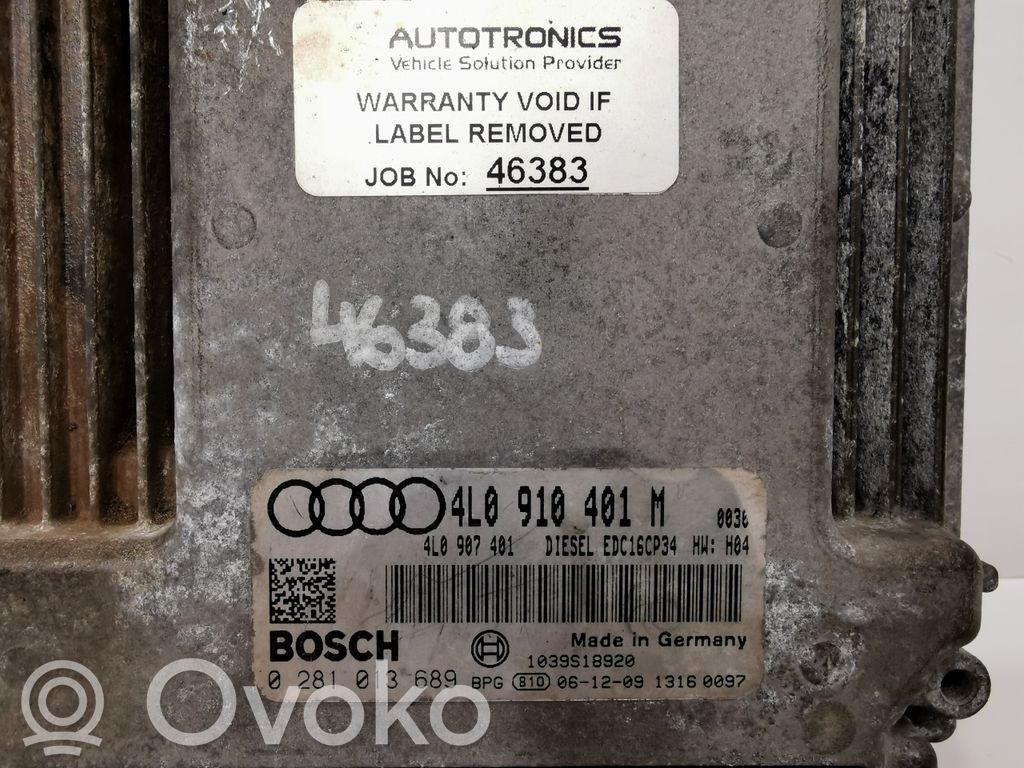 AUTOTRONICS
Vehicle Solution Provider
WARRANTY VOID IF
LABEL REMOVED
JOB No: 46383
46383
4L0 910 401 M 0030
4L0 907 401 DIESEL EDC16CP34 HW: H04
BOSCH
Made in Germany
1039S18920
0 281 013 689 BPG 810 06-12-09 1316 0097
Ovoko